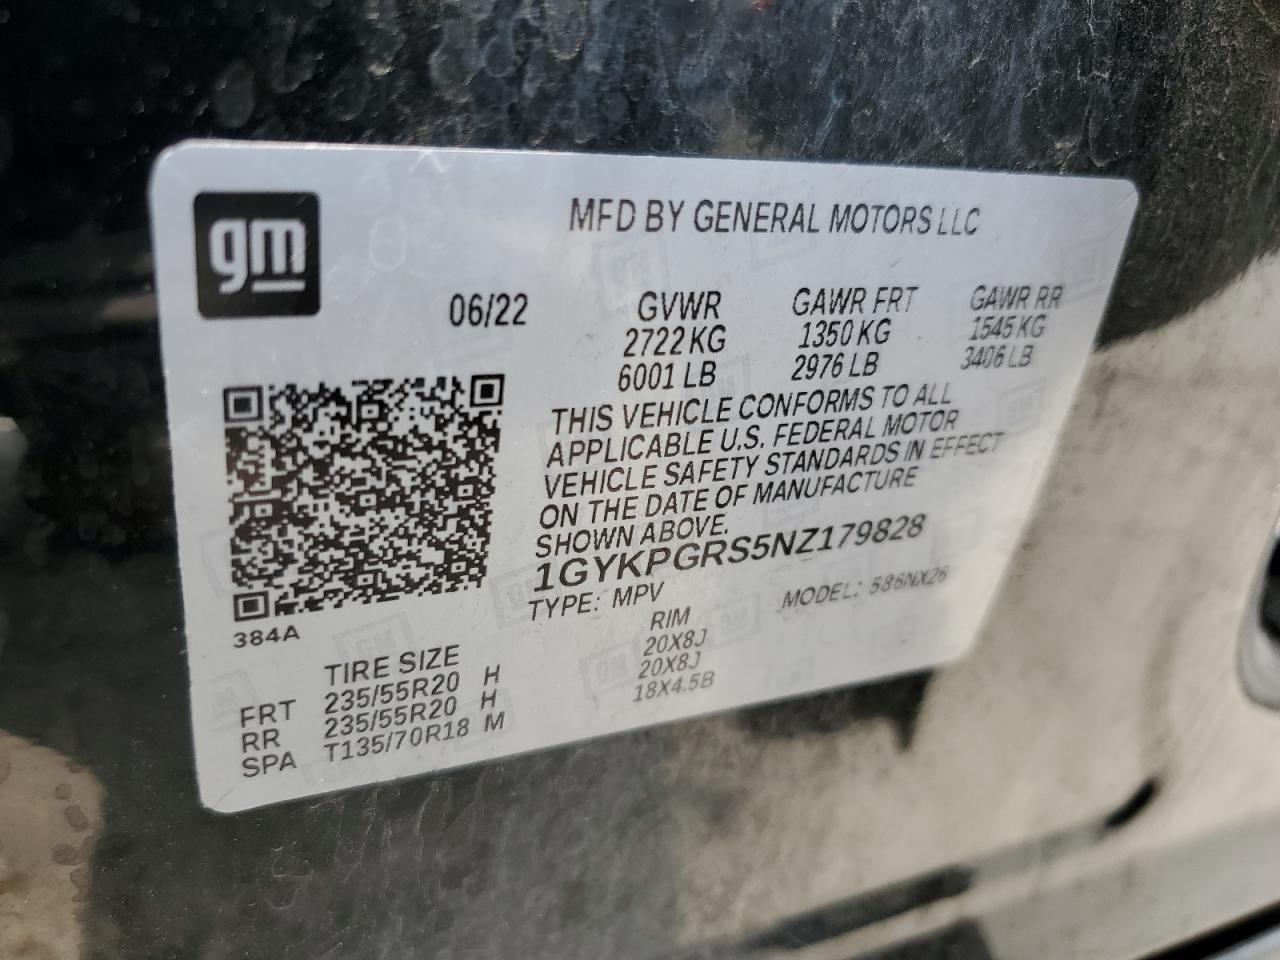 gm
MFD BY GENERAL MOTORS LLC
06/22
GVWR GAWR FRT GAWR RR
2722 KG 1350 KG 1545 KG
6001 LB 2976 LB 3406 LB
THIS VEHICLE CONFORMS TO ALL
APPLICABLE U.S. FEDERAL MOTOR
VEHICLE SAFETY STANDARDS IN EFFECT
ON THE DATE OF MANUFACTURE
SHOWN ABOVE.
1GYKPGRS5NZ179828
TYPE: MPV MODEL: 586NX26
384A
TIRE SIZE RIM
FRT 235/55R20 H 20X8J
RR 235/55R20 H 20X8J
SPA T135/70R18 M 18X4.5B